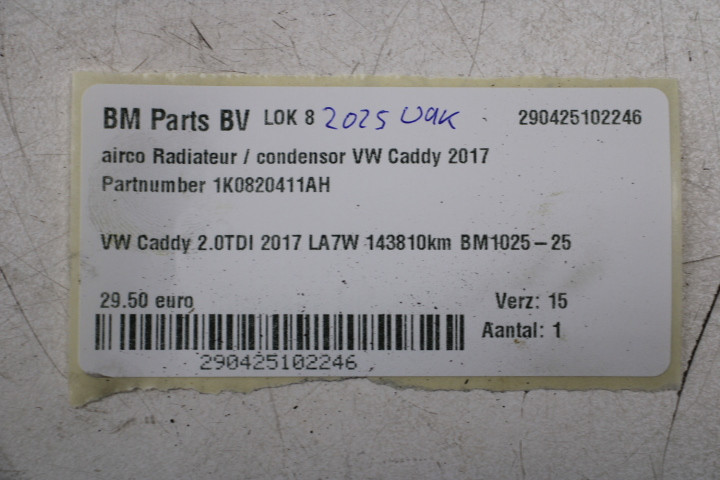 BM Parts BV LOK 8 2025 vak 290425102246
airco Radiateur / condensor VW Caddy 2017
Partnumber 1K0820411AH
VW Caddy 2.0TDI 2017 LA7W 143810km BM1025-25
29.50 euro Verz: 15
Aantal: 1
290425102246